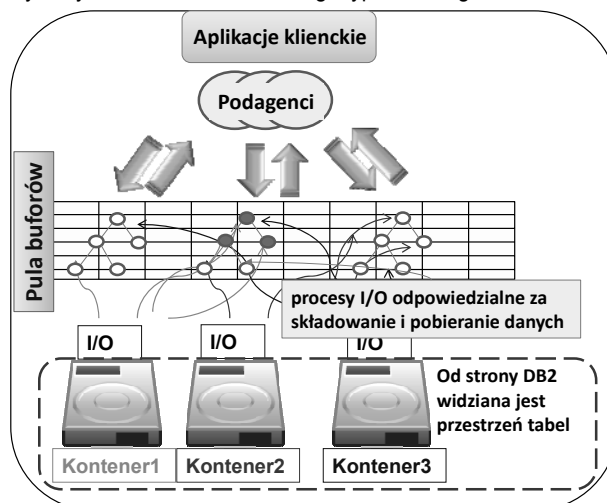 Aplikacje klienckie
Podagenci
Pula buforów
procesy I/O odpowiedzialne za
składowanie i pobieranie danych
I/O
I/O
I/O
Od strony DB2
widziana jest
przestrzeń tabel
Kontener1
Kontener2
Kontener3